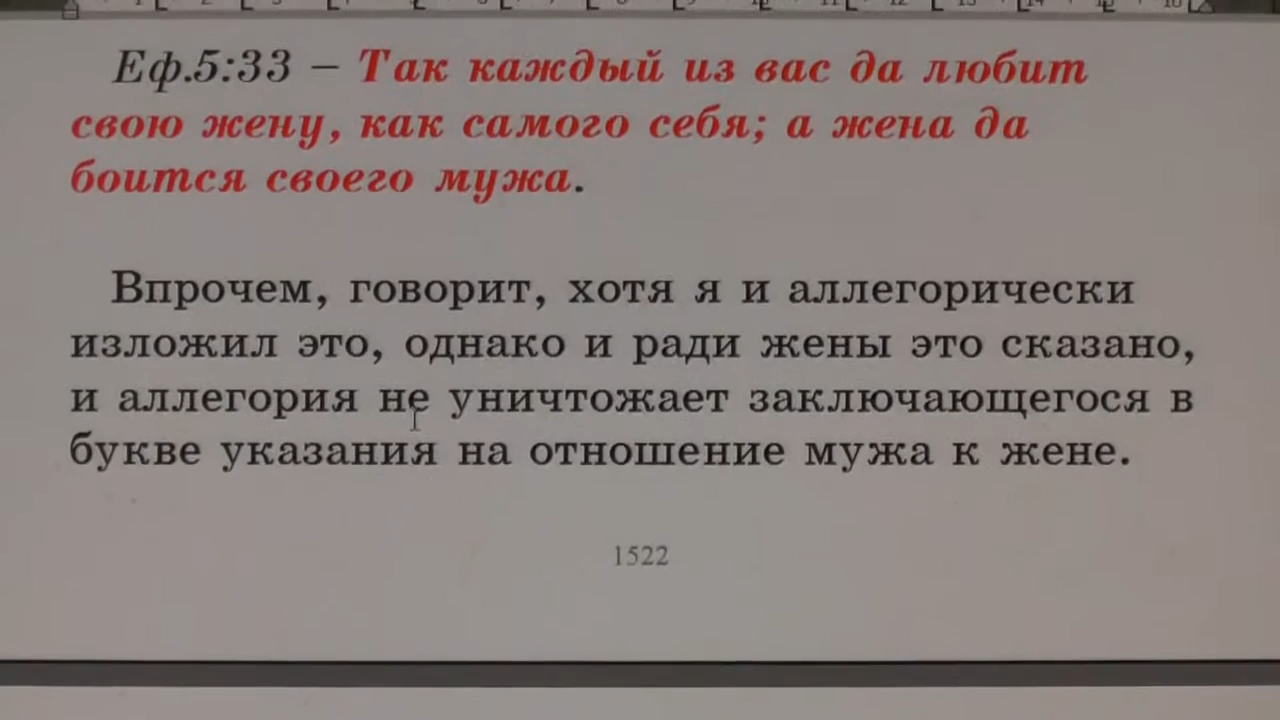 Еф.5:33 – Так каждый из вас да любит
свою жену, как самого себя; а жена да
боится своего мужа.
Впрочем, говорит, хотя я и аллегорически
изложил это, однако и ради жены это сказано,
и аллегория не уничтожает заключающегося в
букве указания на отношение мужа к жене.
1522